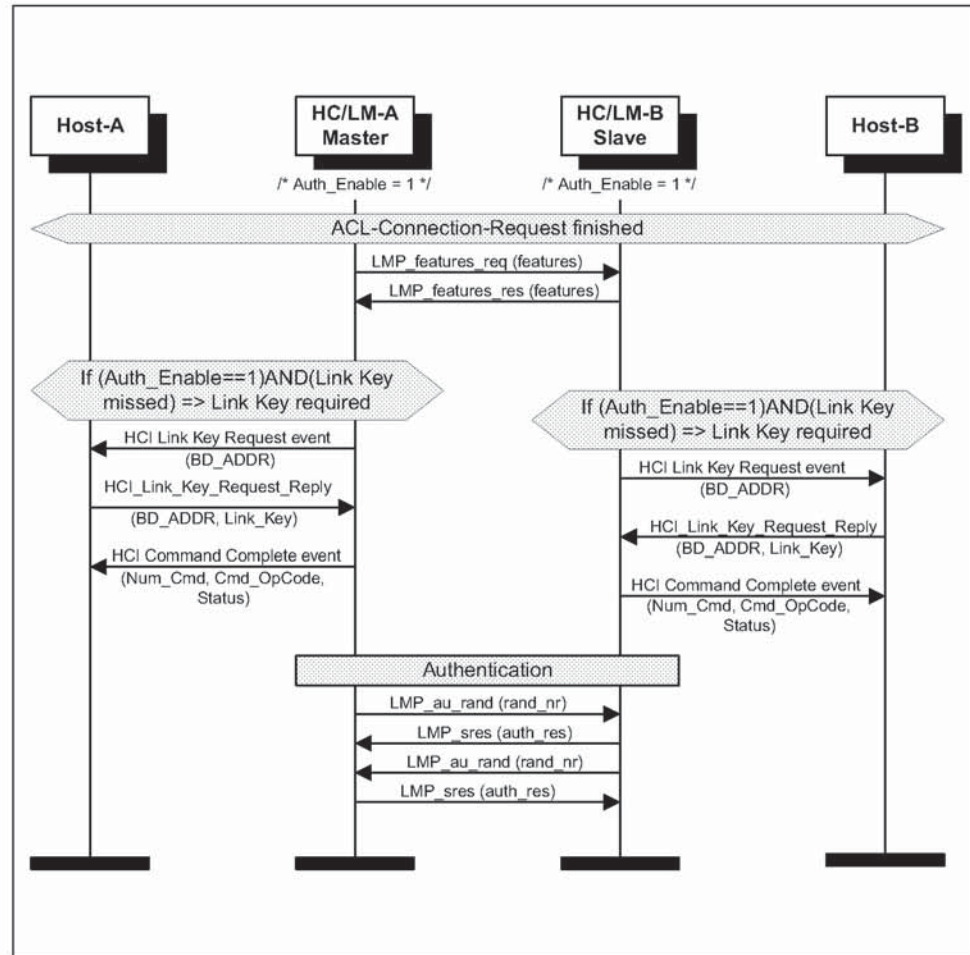 Host-A
HC/LM-A
Master
HC/LM-B
Slave
Host-B
/* Auth_Enable = 1 */
/* Auth_Enable = 1 */
ACL-Connection-Request finished
LMP_features_req (features)
LMP_features_res (features)
If (Auth_Enable==1)AND(Link Key
missed) => Link Key required
If (Auth_Enable==1)AND(Link Key
missed) => Link Key required
HCI Link Key Request event
(BD_ADDR)
HCI Link Key Request event
(BD_ADDR)
HCI_Link_Key_Request_Reply
(BD_ADDR, Link_Key)
HCI_Link_Key_Request_Reply
(BD_ADDR, Link_Key)
HCI Command Complete event
(Num_Cmd, Cmd_OpCode,
Status)
HCI Command Complete event
(Num_Cmd, Cmd_OpCode,
Status)
Authentication
LMP_au_rand (rand_nr)
LMP_sres (auth_res)
LMP_au_rand (rand_nr)
LMP_sres (auth_res)